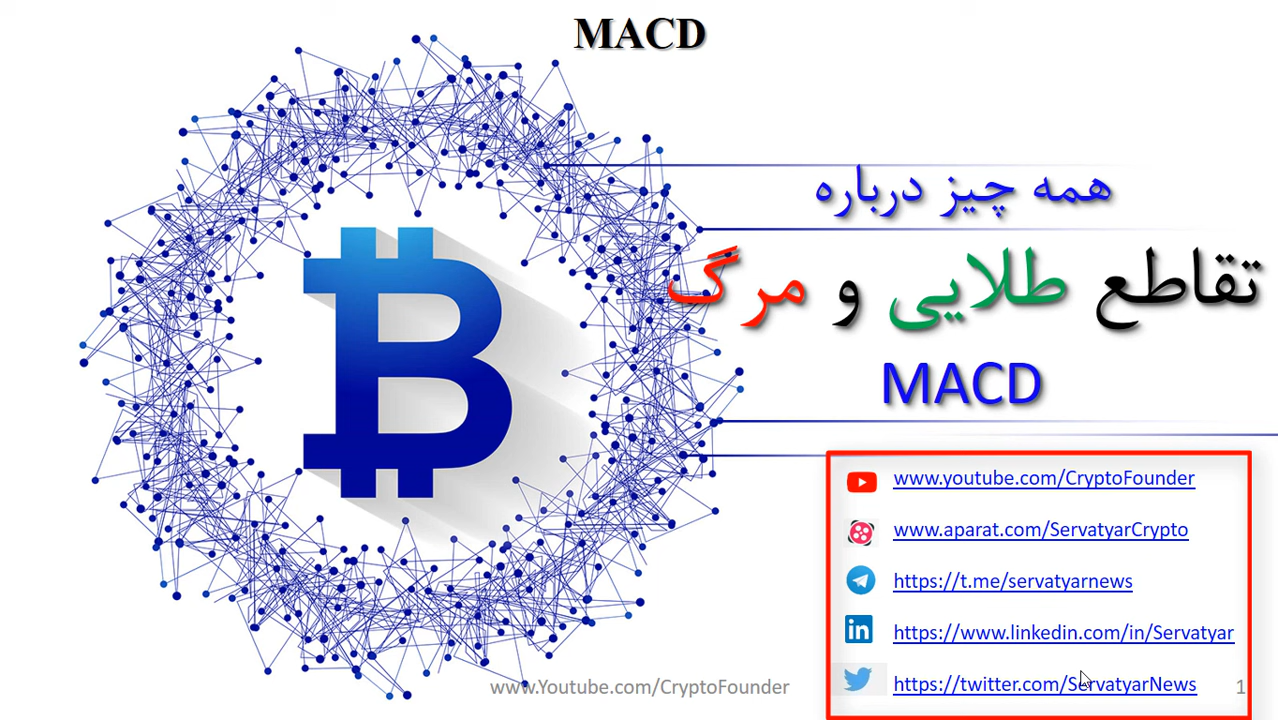 MACD
همه چیز درباره
تقاطع طلایی و مرگ
MACD
www.youtube.com/CryptoFounder
www.aparat.com/ServatyarCrypto
https://t.me/servatyarnews
https://www.linkedin.com/in/Servatyar
https://twitter.com/ServatyarNews
www.Youtube.com/CryptoFounder
1